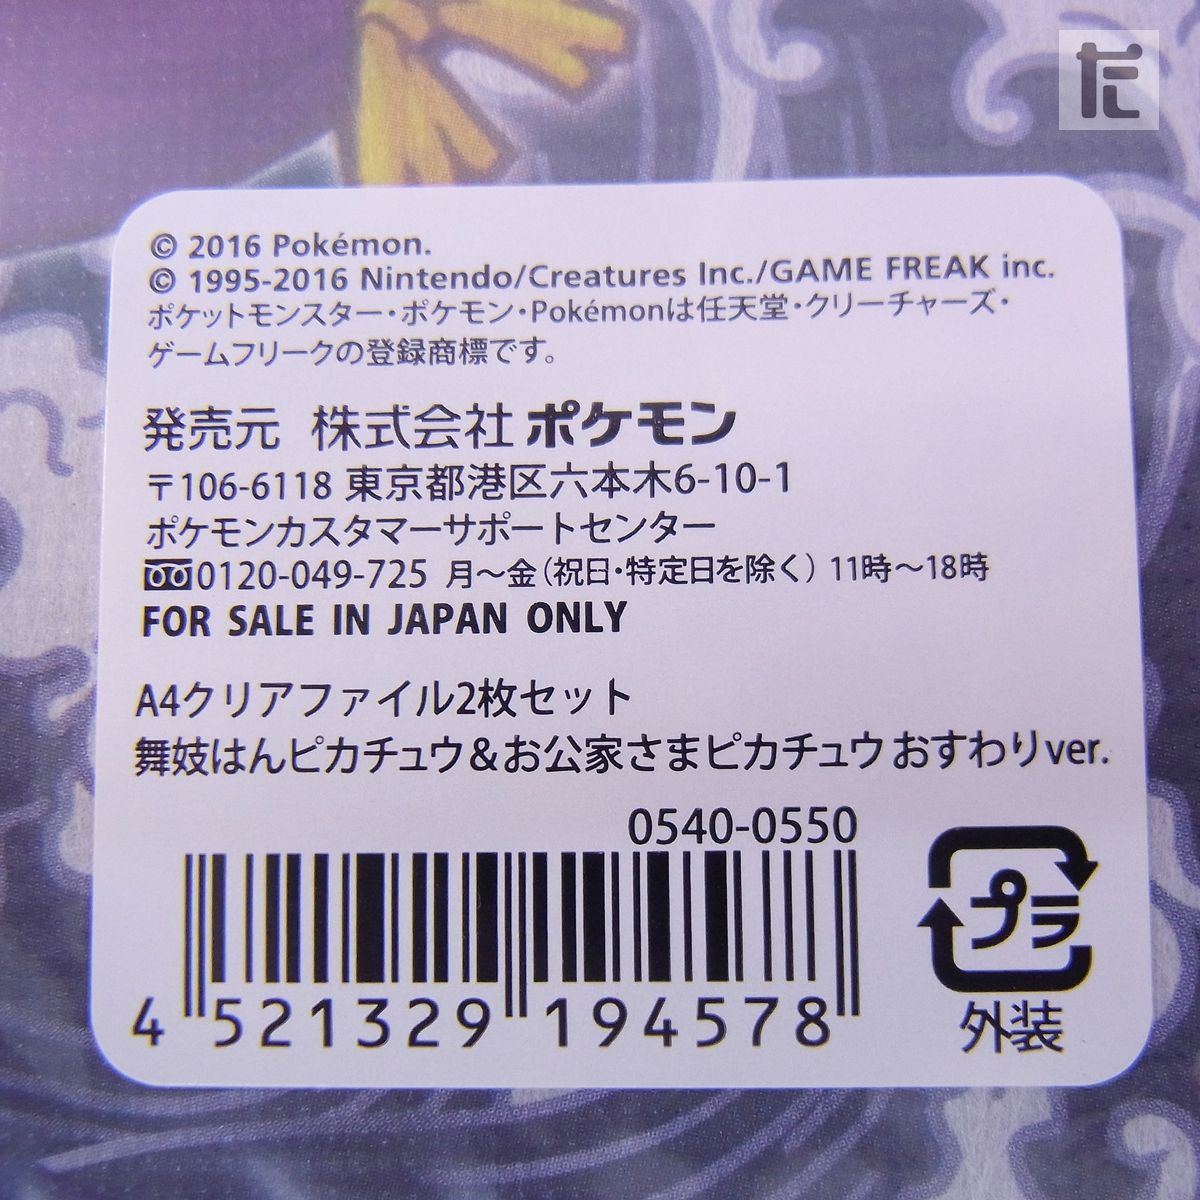 © 2016 Pokémon.
© 1995-2016 Nintendo/Creatures Inc./GAME FREAK inc.
ポケットモンスター・ポケモン・Pokémonは任天堂・クリーチャーズ・
ゲームフリークの登録商標です。
発売元 株式会社 ポケモン
〒106-6118 東京都港区六本木6-10-1
ポケモンカスタマーサポートセンター
0120-049-725 月〜金（祝日・特定日を除く）11時〜18時
FOR SALE IN JAPAN ONLY
A4クリアファイル2枚セット
舞妓はんピカチュウ&お公家さまピカチュウ おすわりver.
0540-0550
4 521329 194578
プラ
外装